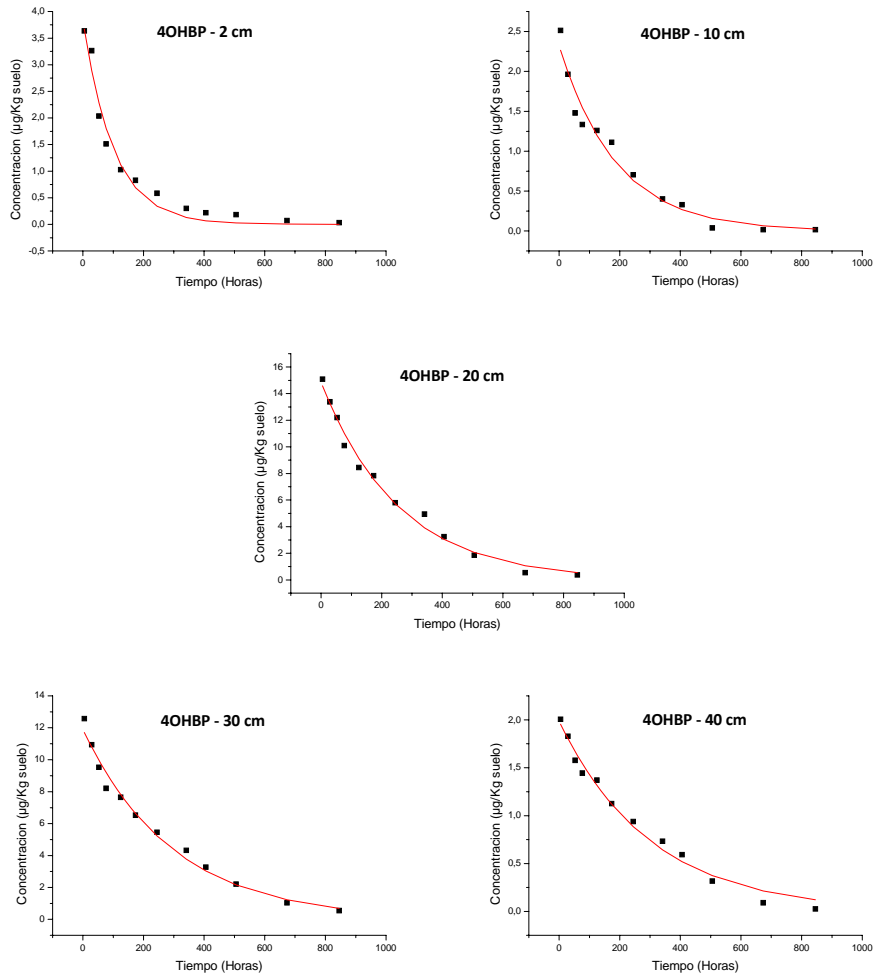 4OHBP - 2 cm
Concentracion (µg/Kg suelo)
4,0
3,5
3,0
2,5
2,0
1,5
1,0
0,5
0,0
-0,5
0 200 400 600 800 1000
Tiempo (Horas)
4OHBP - 10 cm
Concentracion (µg/Kg suelo)
2,5
2,0
1,5
1,0
0,5
0,0
0 200 400 600 800 1000
Tiempo (Horas)
4OHBP - 20 cm
Concentracion (µg/Kg suelo)
16
14
12
10
8
6
4
2
0
0 200 400 600 800 1000
Tiempo (Horas)
4OHBP - 30 cm
Concentracion (µg/Kg suelo)
14
12
10
8
6
4
2
0
0 200 400 600 800 1000
Tiempo (Horas)
4OHBP - 40 cm
Concentracion (µg/Kg suelo)
2,0
1,5
1,0
0,5
0,0
0 200 400 600 800 1000
Tiempo (Horas)